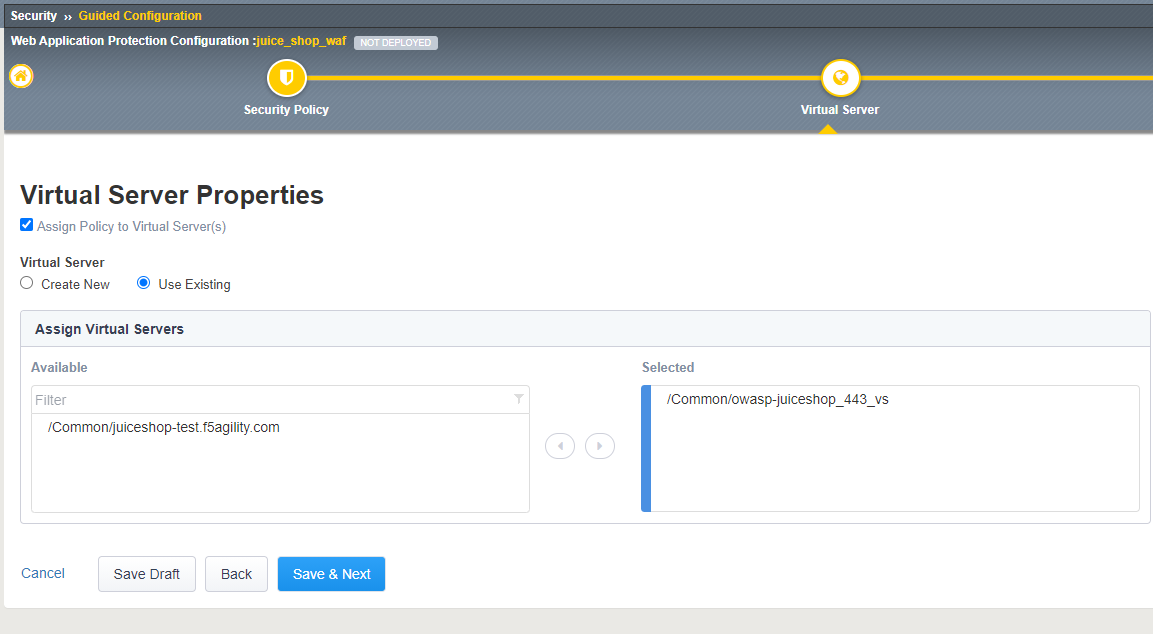 Security » Guided Configuration
Web Application Protection Configuration :juice_shop_waf NOT DEPLOYED
Security Policy
Virtual Server
Virtual Server Properties
Assign Policy to Virtual Server(s)
Virtual Server
Create New Use Existing
Assign Virtual Servers
Available
Selected
Filter
/Common/owasp-juiceshop_443_vs
/Common/juiceshop-test.f5agility.com
Cancel Save Draft Back Save & Next